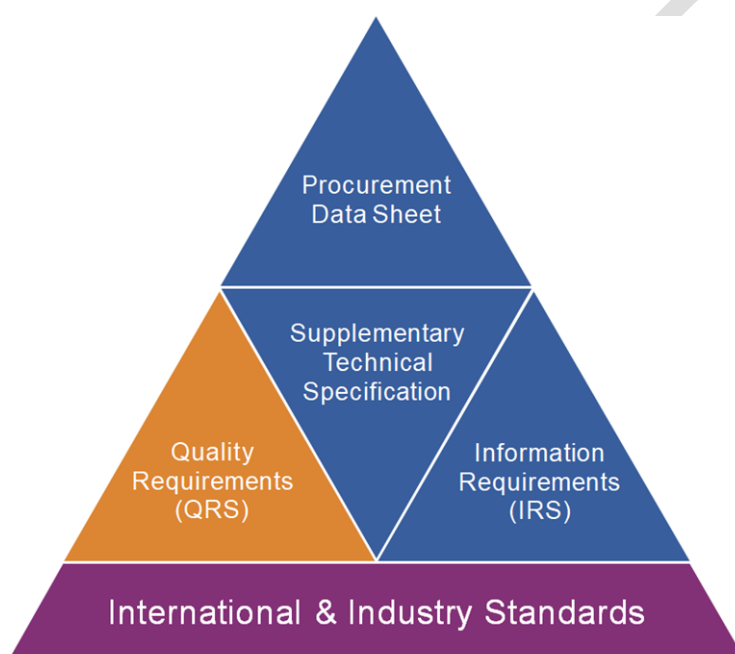 Procurement
Data Sheet
Supplementary
Technical
Specification
Quality
Requirements
(QRS)
Information
Requirements
(IRS)
International & Industry Standards